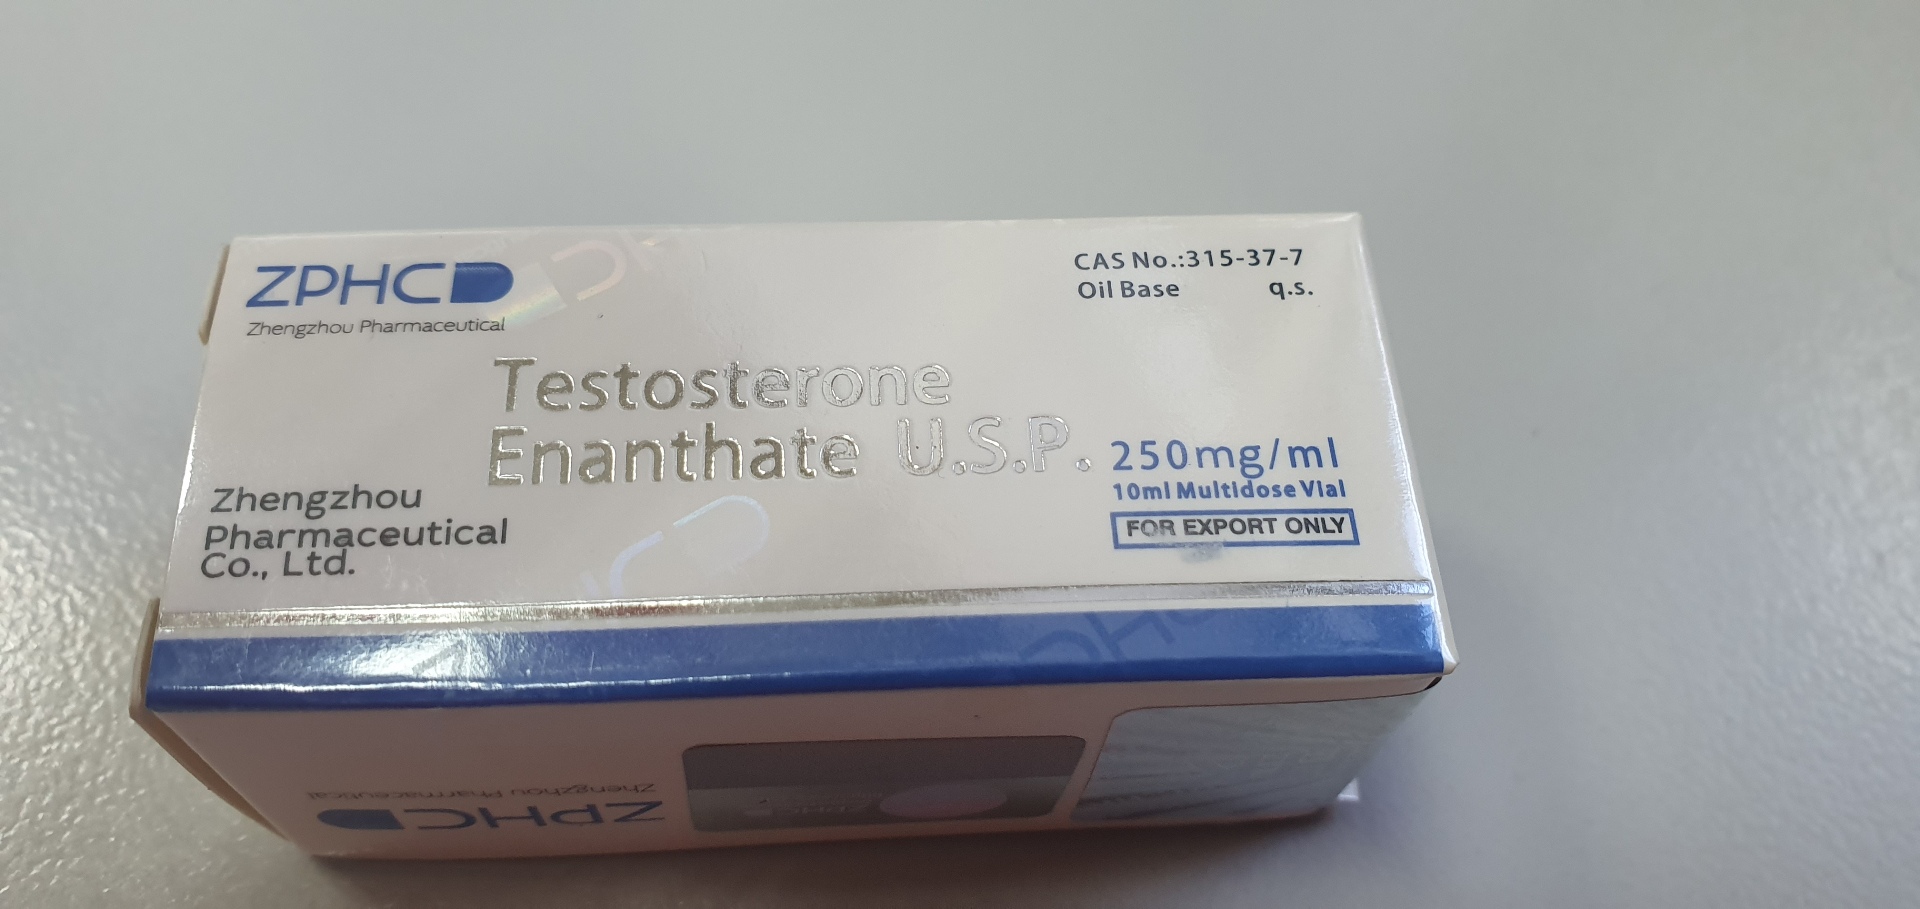 ZPHC
Zhengzhou Pharmaceutical
CAS No.:315-37-7
Oil Base q.s.
Testosterone
Enanthate U.S.P.
250mg/ml
10ml Multidose Vial
FOR EXPORT ONLY
Zhengzhou
Pharmaceutical
Co., Ltd.
ZPHC
Zhengzhou Pharmaceutical
ZPHC